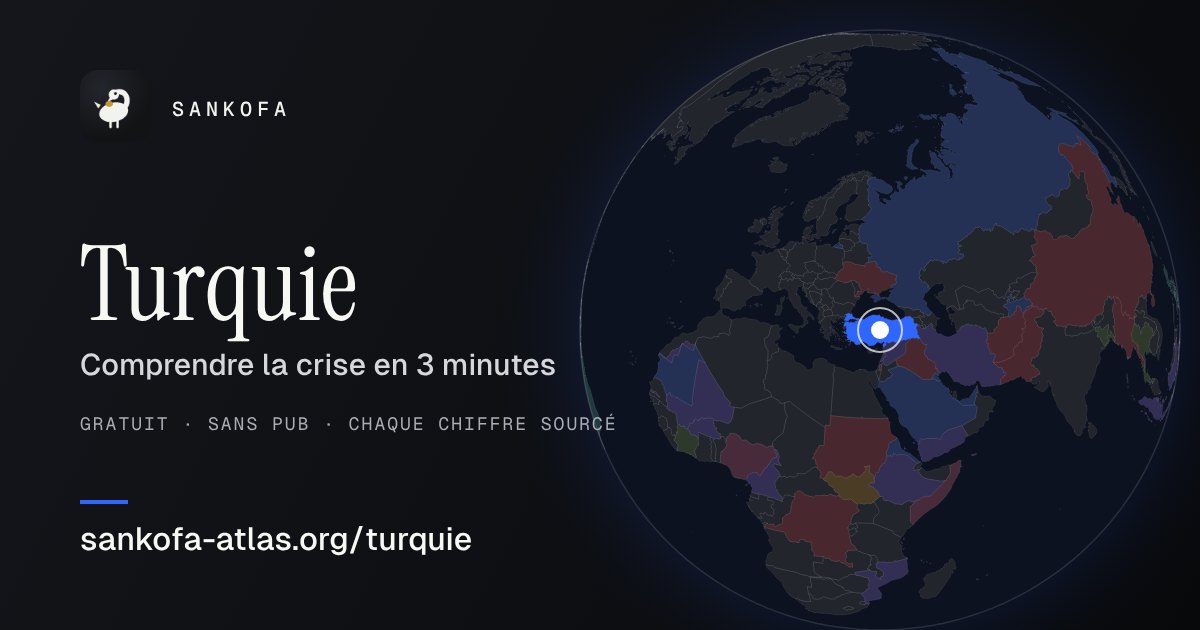 SANKOFA
Turquie
Comprendre la crise en 3 minutes
GRATUIT · SANS PUB · CHAQUE CHIFFRE SOURCÉ
sankofa-atlas.org/turquie